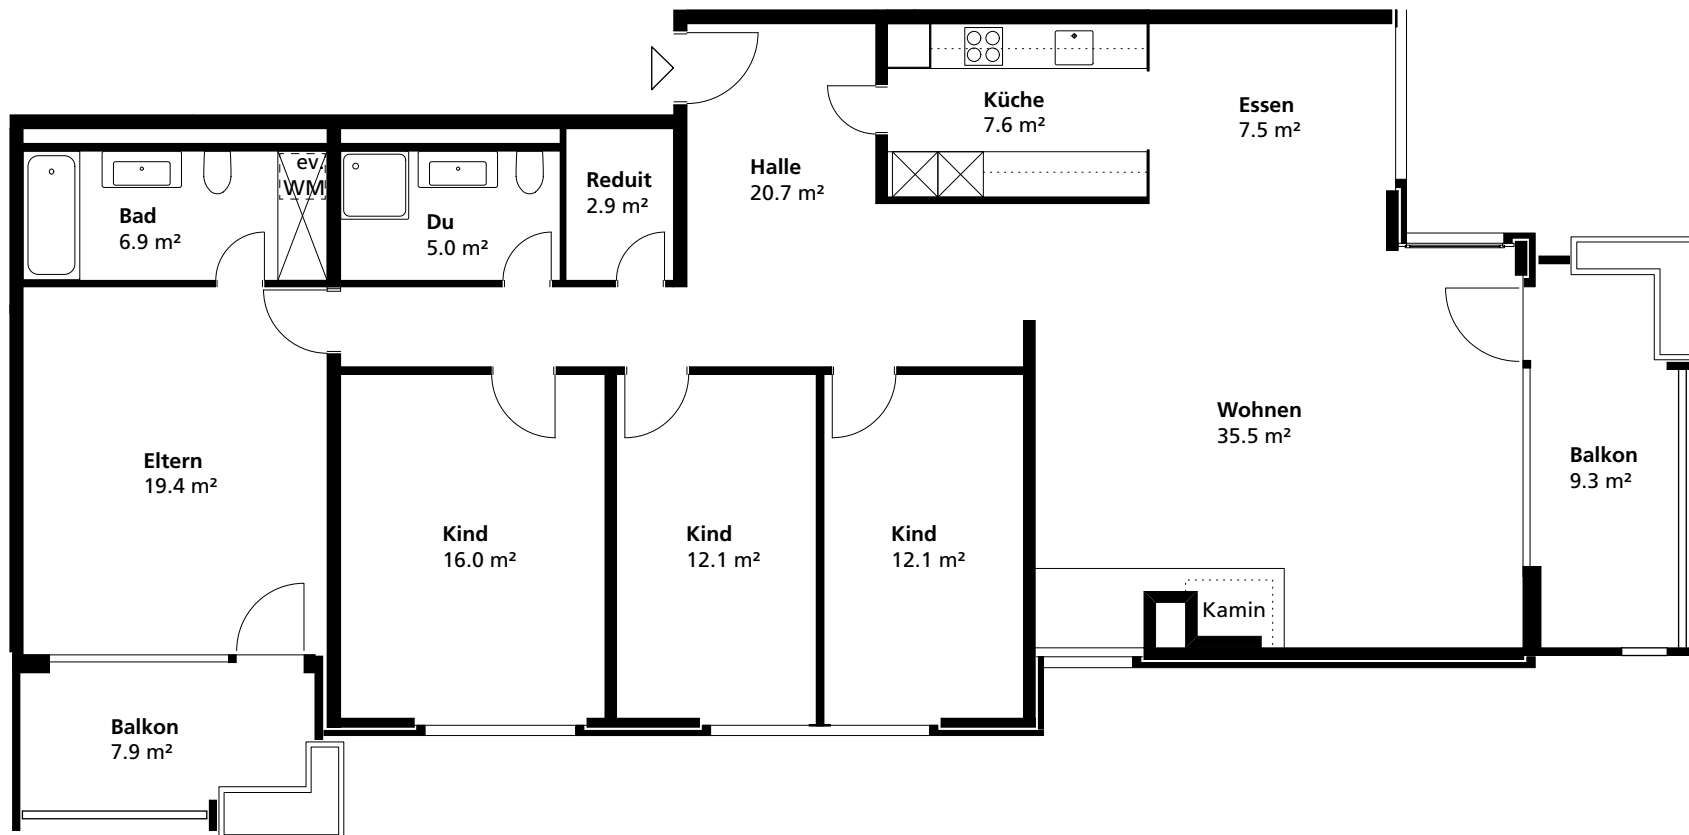 Küche
7.6 m²
Essen
7.5 m²
ev.
WM
Halle
20.7 m²
Reduit
2.9 m²
Bad
6.9 m²
Du
5.0 m²
Wohnen
35.5 m²
Eltern
19.4 m²
Balkon
9.3 m²
Kind
16.0 m²
Kind
12.1 m²
Kind
12.1 m²
Kamin
Balkon
7.9 m²